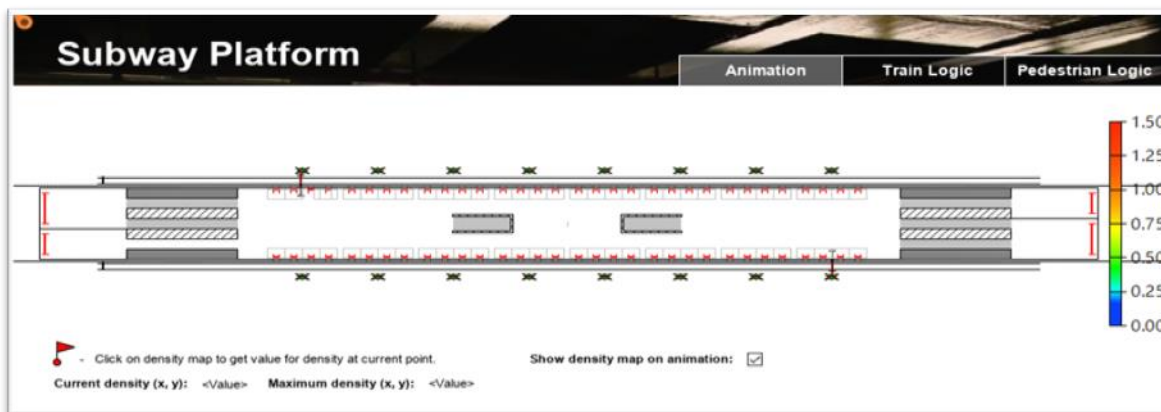 Subway Platform
Animation Train Logic Pedestrian Logic
1.50
1.25
1.00
0.75
0.50
0.25
0.00
- Click on density map to get value for density at current point. Show density map on animation:
Current density (x, y): <Value> Maximum density (x, y): <Value>